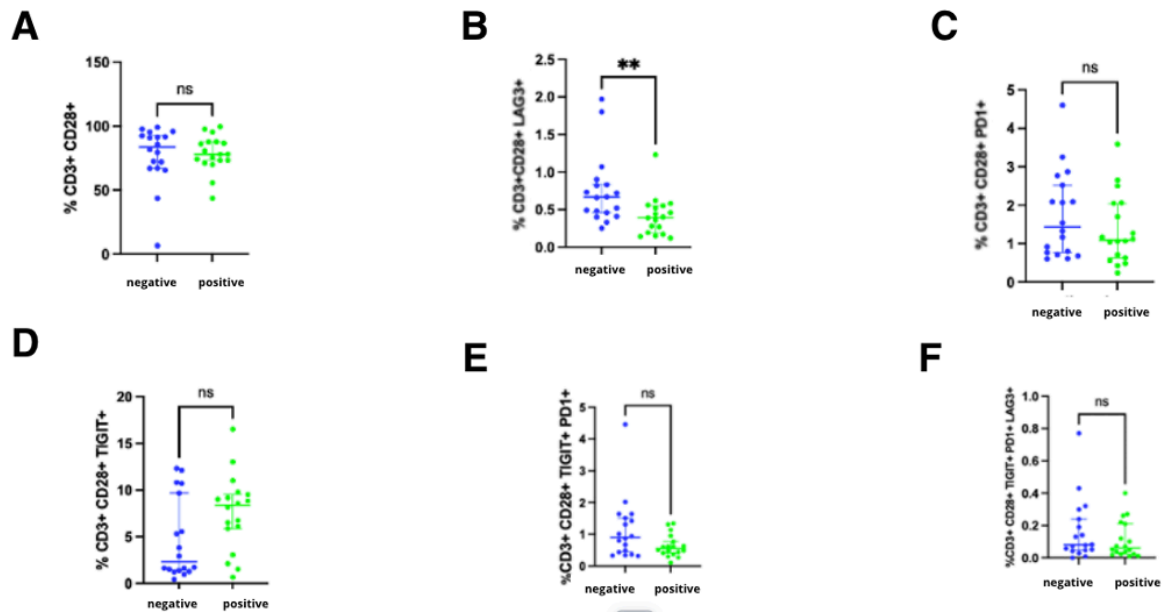 A
B
C
% CD3+ CD28+
150
100
50
0
ns
negative positive
% CD3+CD28+ LAG3+
2.5
2.0
1.5
1.0
0.5
0.0
**
negative positive
% CD3+ CD28+ PD1+
5
4
3
2
1
0
ns
negative positive
D
E
F
% CD3+ CD28+ TIGIT+
20
15
10
5
0
ns
negative positive
%CD3+ CD28+ TIGIT+ PD1+
5
4
3
2
1
0
ns
negative positive
%CD3+ CD28+ TIGIT+ PD1+ LAG3+
1.0
0.8
0.6
0.4
0.2
0.0
ns
negative positive